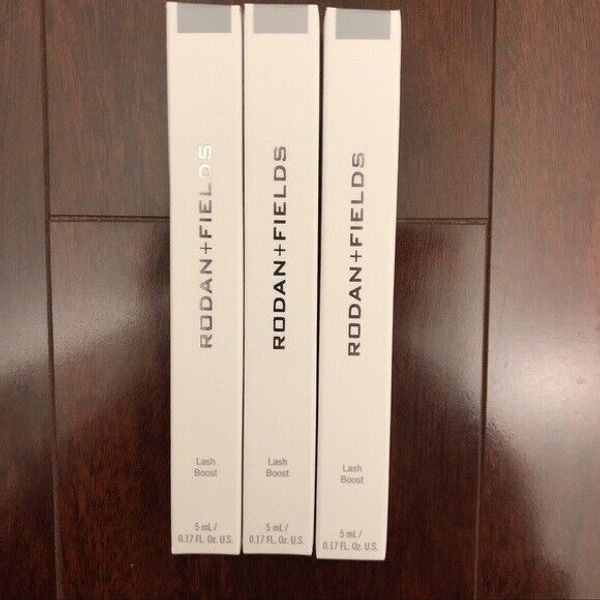 RODAN+FIELDS
Lash
Boost
5 mL /
0.17 FL. Oz. U.S.
RODAN+FIELDS
Lash
Boost
5 mL /
0.17 FL. Oz. U.S.
RODAN+FIELDS
Lash
Boost
5 mL /
0.17 FL. Oz. U.S.